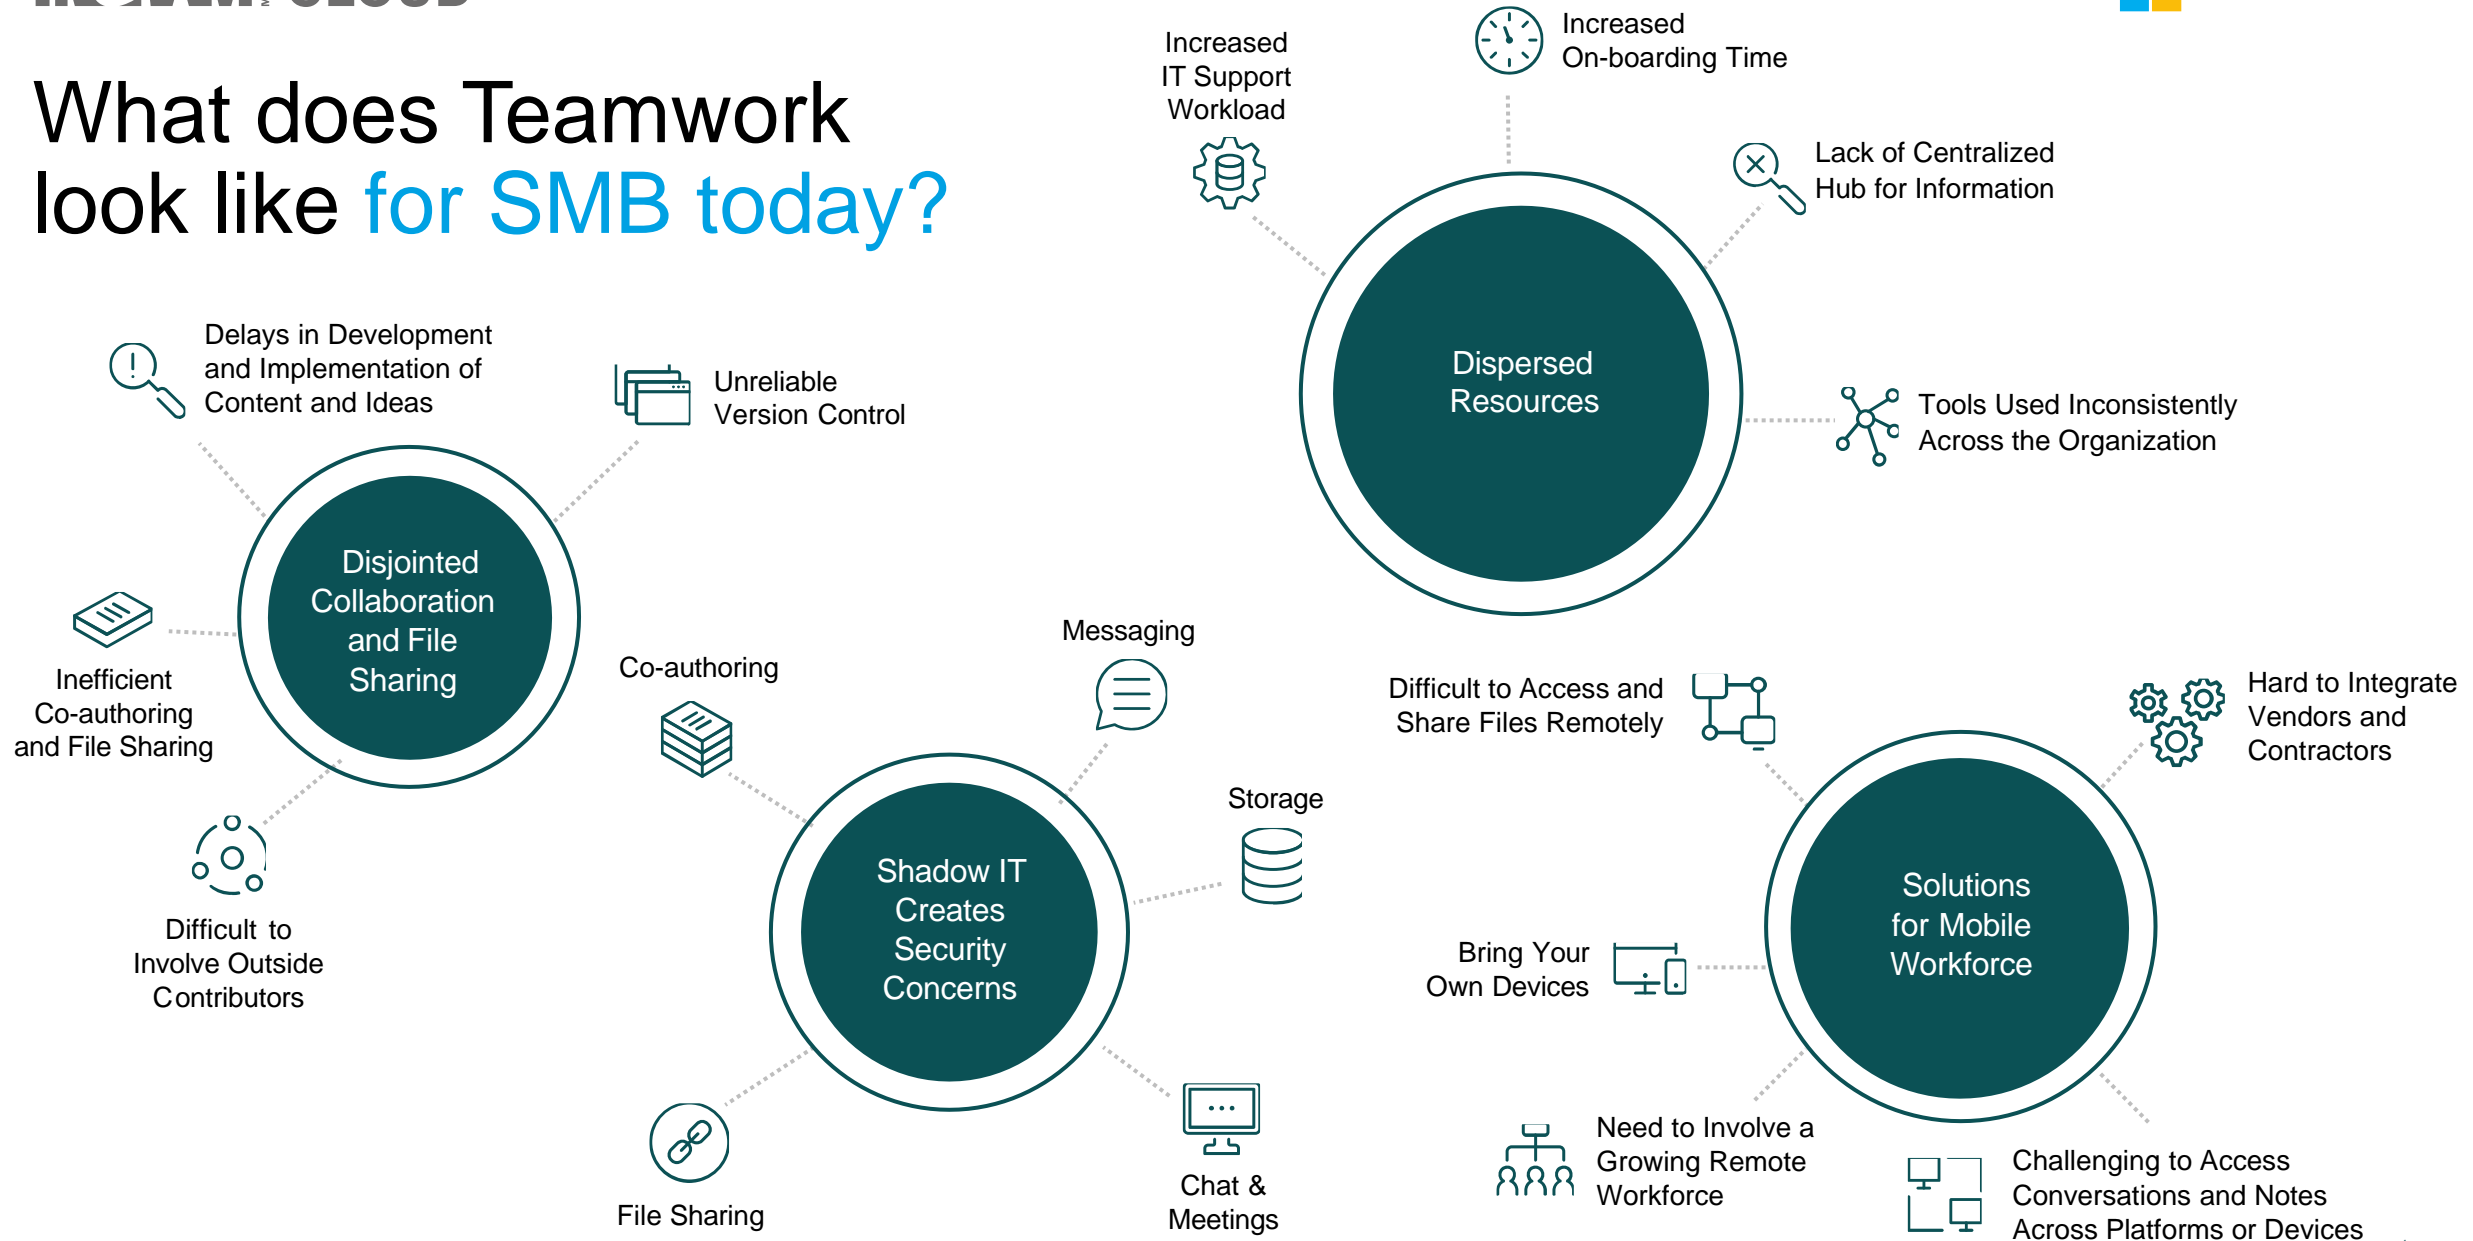 CLOUD
What does Teamwork
look like for SMB today?
Increased
IT Support
Workload
Increased
On-boarding Time
Lack of Centralized
Hub for Information
Dispersed
Resources
Tools Used Inconsistently
Across the Organization
Delays in Development
and Implementation of
Content and Ideas
Unreliable
Version Control
Disjointed
Collaboration
and File
Sharing
Inefficient
Co-authoring
and File Sharing
Difficult to
Involve Outside
Contributors
Co-authoring
Messaging
Storage
Shadow IT
Creates
Security
Concerns
File Sharing
Chat &
Meetings
Difficult to Access and
Share Files Remotely
Hard to Integrate
Vendors and
Contractors
Solutions
for Mobile
Workforce
Bring Your
Own Devices
Need to Involve a
Growing Remote
Workforce
Challenging to Access
Conversations and Notes
Across Platforms or Devices